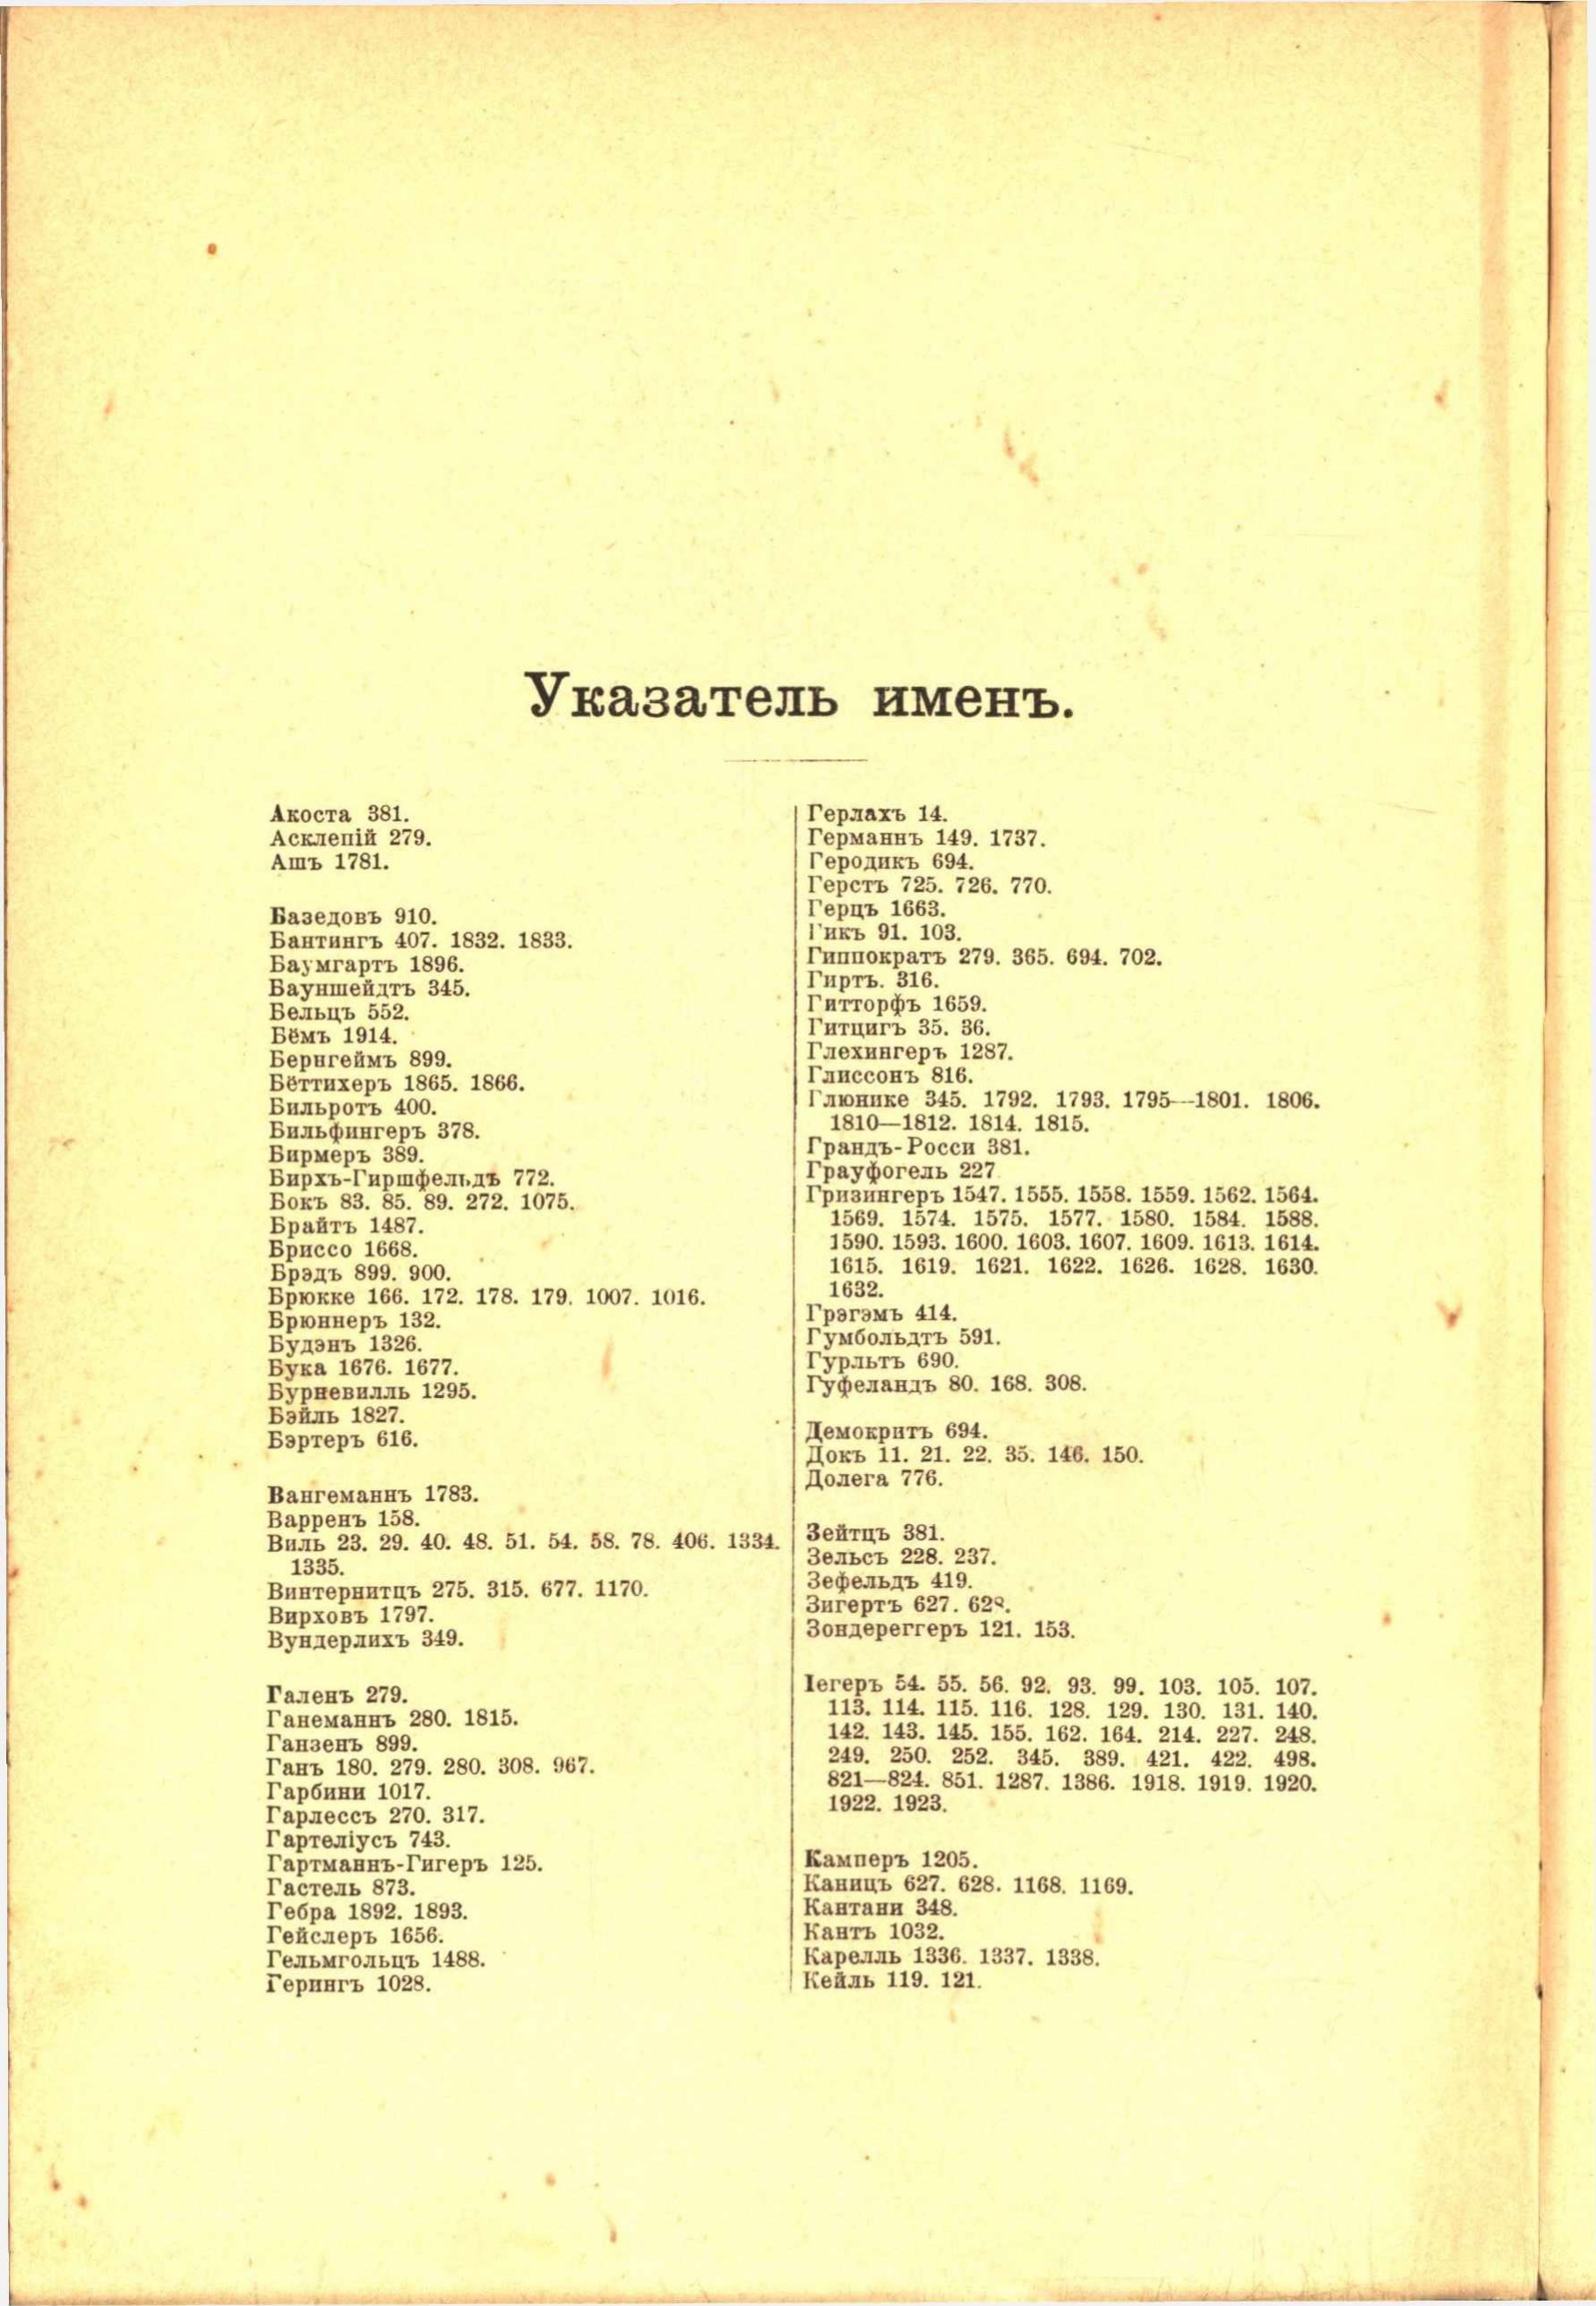 Указатель именъ.
Акоста 381.
Асклепій 279.
Ашъ 1781.
Базедовъ 910.
Бантингъ 407. 1832. 1833.
Баумгартъ 1896.
Бауншейдтъ 345.
Бельцъ 552.
Бёмъ 1914.
Бернгеймъ 899.
Бёттихеръ 1865. 1866.
Бильротъ 400.
Бильфингеръ 378.
Бирмеръ 389.
Бирхъ-Гиршфельдъ 772.
Бокъ 83. 85. 89. 272. 1075.
Брайтъ 1487.
Бриссо 1668.
Брэдъ 899. 900.
Брюкке 166. 172. 178. 179. 1007. 1016.
Брюннеръ 132.
Будэнъ 1326.
Бука 1676. 1677.
Бурневилль 1295.
Бэйль 1827.
Бэртеръ 616.
Вангеманнъ 1783.
Варренъ 158.
Виль 23. 29. 40. 48. 51. 54. 58. 78. 406. 1334.
1335.
Винтернитцъ 275. 315. 677. 1170.
Вирховъ 1797.
Вундерлихъ 349.
Галенъ 279.
Ганеманнъ 280. 1815.
Ганзенъ 899.
Ганъ 180. 279. 280. 308. 967.
Гарбини 1017.
Гарлессъ 270. 317.
Гартеліусъ 743.
Гартманнъ-Гигеръ 125.
Гастель 873.
Гебра 1892. 1893.
Гейслеръ 1656.
Гельмгольцъ 1488.
Герингъ 1028.
Герлахъ 14.
Германнъ 149. 1737.
Геродикъ 694.
Герстъ 725. 726. 770.
Герцъ 1663.
Гикъ 91. 103.
Гиппократъ 279. 365. 694. 702.
Гиртъ. 316.
Гитторфъ 1659.
Гитцигъ 35. 36.
Глехингеръ 1287.
Глиссонъ 816.
Глюнике 345. 1792. 1793. 1795—1801. 1806.
1810—1812. 1814. 1815.
Грандъ-Росси 381.
Грауфогель 227
Гризингеръ 1547. 1555. 1558. 1559. 1562. 1564.
1569. 1574. 1575. 1577. 1580. 1584. 1588.
1590. 1593. 1600. 1603. 1607. 1609. 1613. 1614.
1615. 1619. 1621. 1622. 1626. 1628. 1630.
1632.
Грэгэмъ 414.
Гумбольдтъ 591.
Гурльтъ 690.
Гуфеландъ 80. 168. 308.
Демокритъ 694.
Докъ 11. 21. 22. 35. 146. 150.
Долега 776.
Зейтцъ 381.
Зельсъ 228. 237.
Зефельдъ 419.
Зигертъ 627. 628.
Зондереггеръ 121. 153.
Іегеръ 54. 55. 56. 92. 93. 99. 103. 105. 107.
113. 114. 115. 116. 128. 129. 130. 131. 140.
142. 143. 145. 155. 162. 164. 214. 227. 248.
249. 250. 252. 345. 389. 421. 422. 498.
821—824. 851. 1287. 1386. 1918. 1919. 1920.
1922. 1923.
Камперъ 1205.
Каницъ 627. 628. 1168. 1169.
Кантани 348.
Кантъ 1032.
Карелль 1336. 1337. 1338.
Кейль 119. 121.